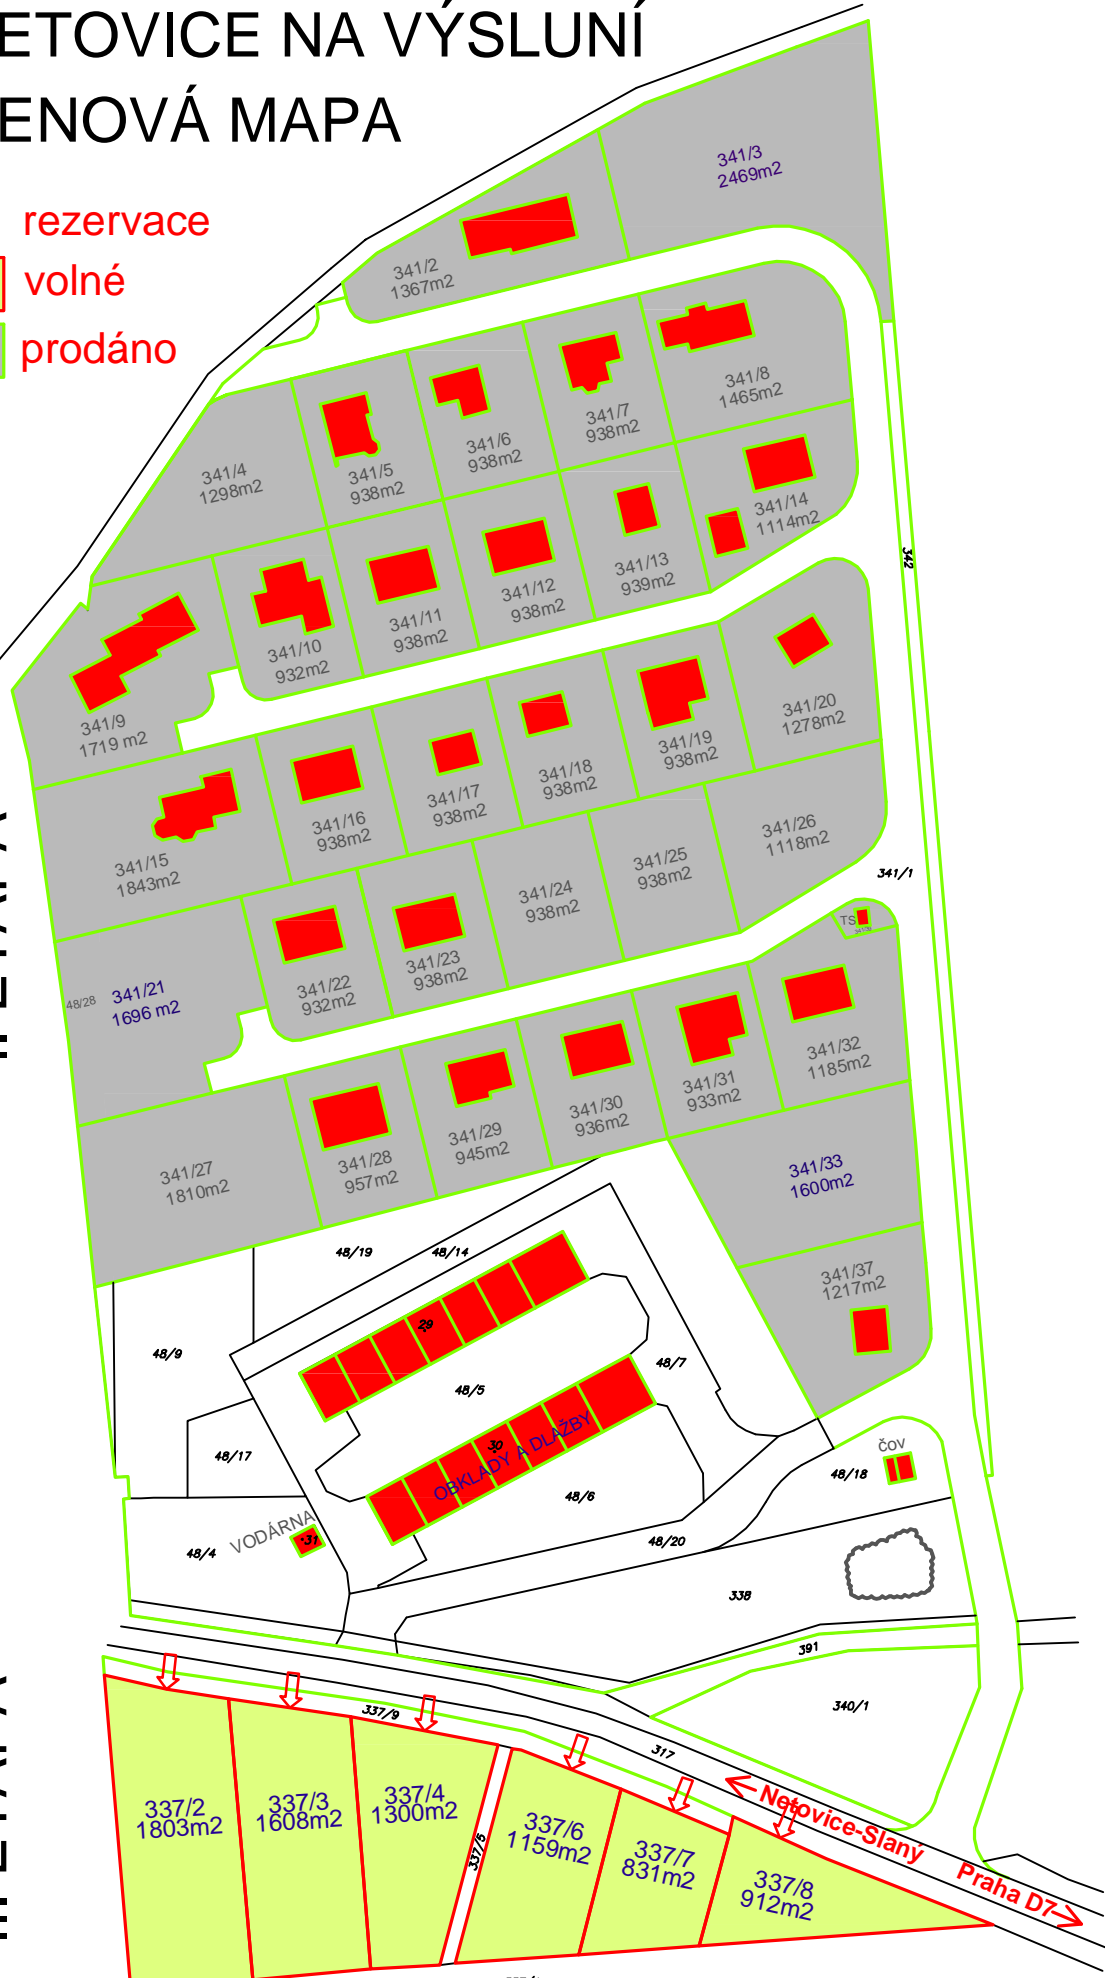 ETOVICE NA VÝSLUNÍ
ENOVÁ MAPA
rezervace
volné
prodáno
341/3
2469m2
341/2
1367m2
341/8
1465m2
341/7
938m2
341/6
938m2
341/5
938m2
341/4
1298m2
341/14
1114m2
341/13
939m2
341/12
938m2
341/11
938m2
341/10
932m2
341/9
1719 m2
342
341/20
1278m2
341/19
938m2
341/18
938m2
341/17
938m2
341/16
938m2
341/15
1843m2
341/26
1118m2
341/25
938m2
341/24
938m2
341/23
938m2
341/22
932m2
48/28
341/21
1696 m2
341/1
TS
341/32
1185m2
341/31
933m2
341/30
936m2
341/29
945m2
341/28
957m2
341/27
1810m2
341/33
1600m2
341/37
1217m2
48/19
48/14
48/9
29
48/5
48/7
48/17
30
OBKLADY A DLAŽBY
48/6
čov
48/18
VODÁRNA
31
48/4
48/20
338
391
340/1
337/9
317
337/2
1803m2
337/3
1608m2
337/4
1300m2
337/5
337/6
1159m2
337/7
831m2
337/8
912m2
Netovice-Slaný
Praha D7